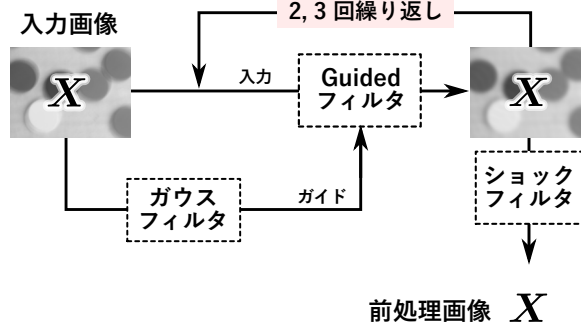 2, 3 回繰り返し
入力画像
X
入力
Guided
フィルタ
X
ガウス
フィルタ
ガイド
ショック
フィルタ
前処理画像 X